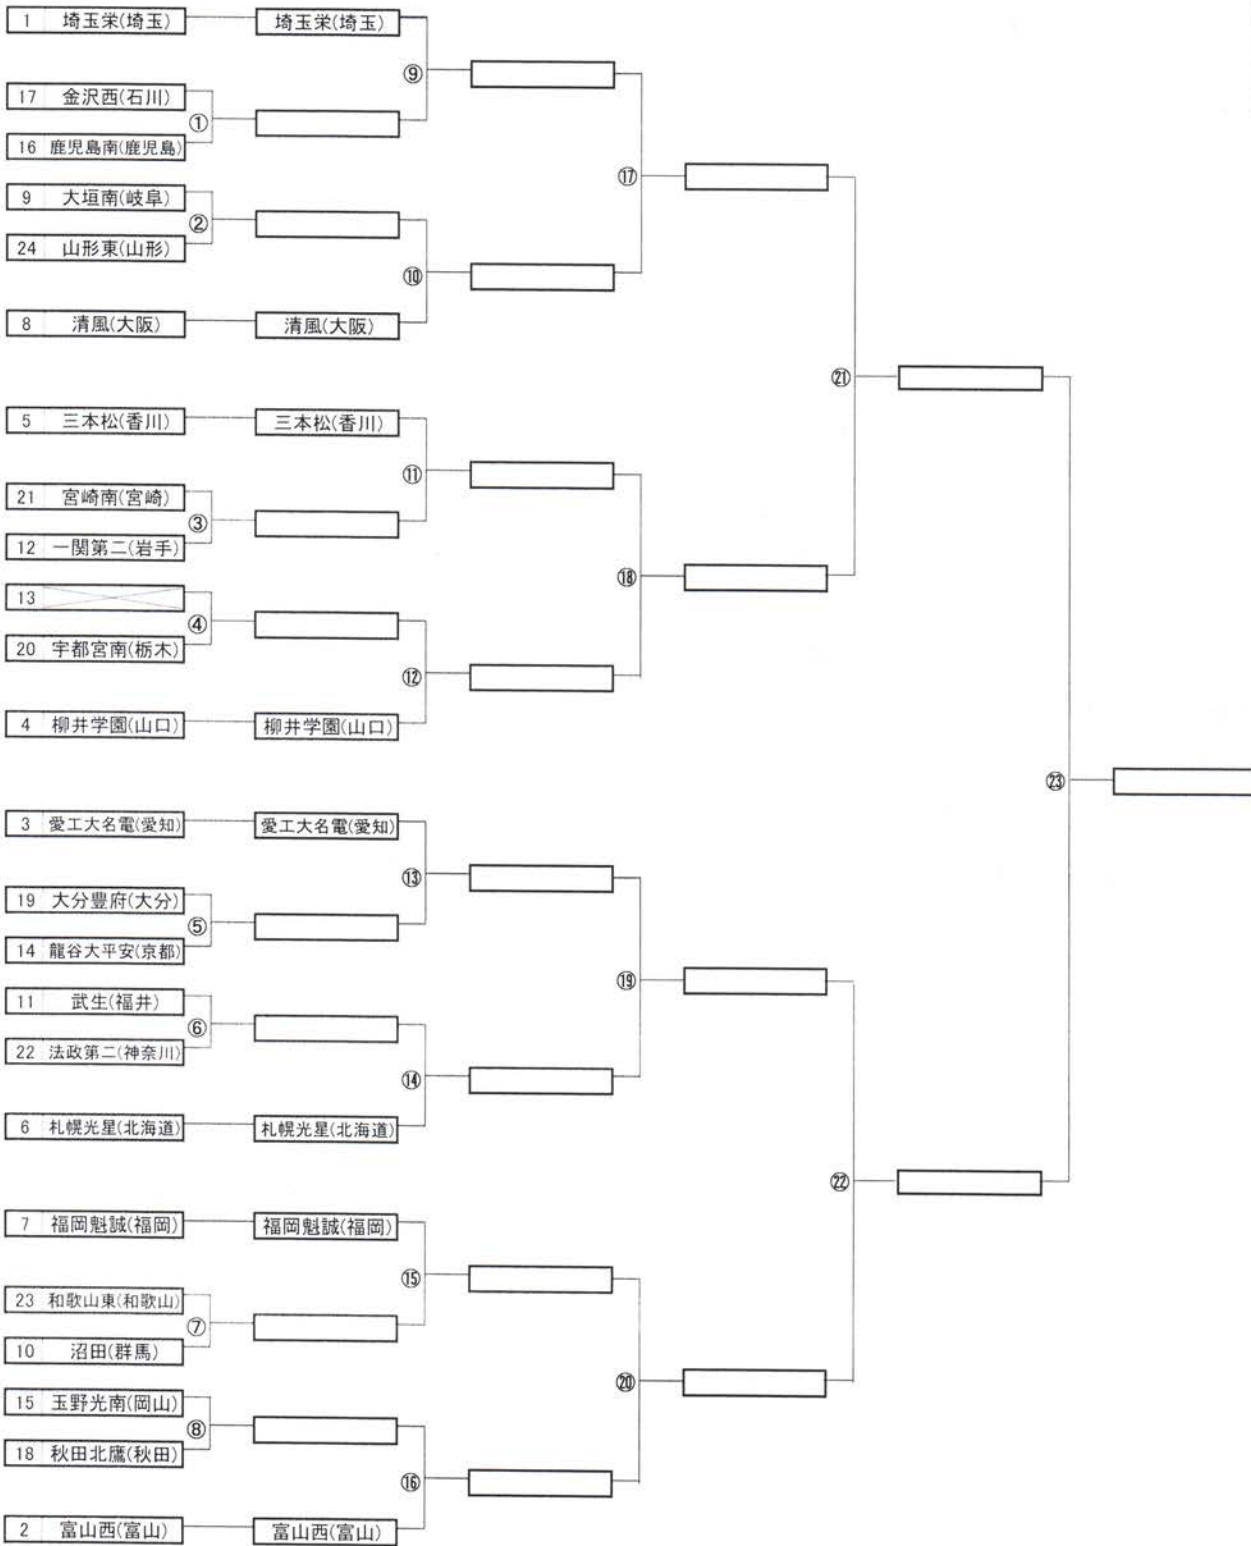 1 埼玉栄(埼玉) 埼玉栄(埼玉)
⑨
17 金沢西(石川)
①
16 鹿児島南(鹿児島)
⑰
9 大垣南(岐阜)
②
24 山形東(山形)
⑩
8 清風(大阪) 清風(大阪)
㉑
5 三本松(香川) 三本松(香川)
⑪
21 宮崎南(宮崎)
③
12 一関第二(岩手)
⑱
13
④
20 宇都宮南(栃木)
⑫
4 柳井学園(山口) 柳井学園(山口)
㉓
3 愛工大名電(愛知) 愛工大名電(愛知)
⑬
19 大分豊府(大分)
⑤
14 龍谷大平安(京都)
⑲
11 武生(福井)
⑥
22 法政第二(神奈川)
⑭
6 札幌光星(北海道) 札幌光星(北海道)
㉒
7 福岡魁誠(福岡) 福岡魁誠(福岡)
⑮
23 和歌山東(和歌山)
⑦
10 沼田(群馬)
⑳
15 玉野光南(岡山)
⑧
18 秋田北鷹(秋田)
⑯
2 富山西(富山) 富山西(富山)